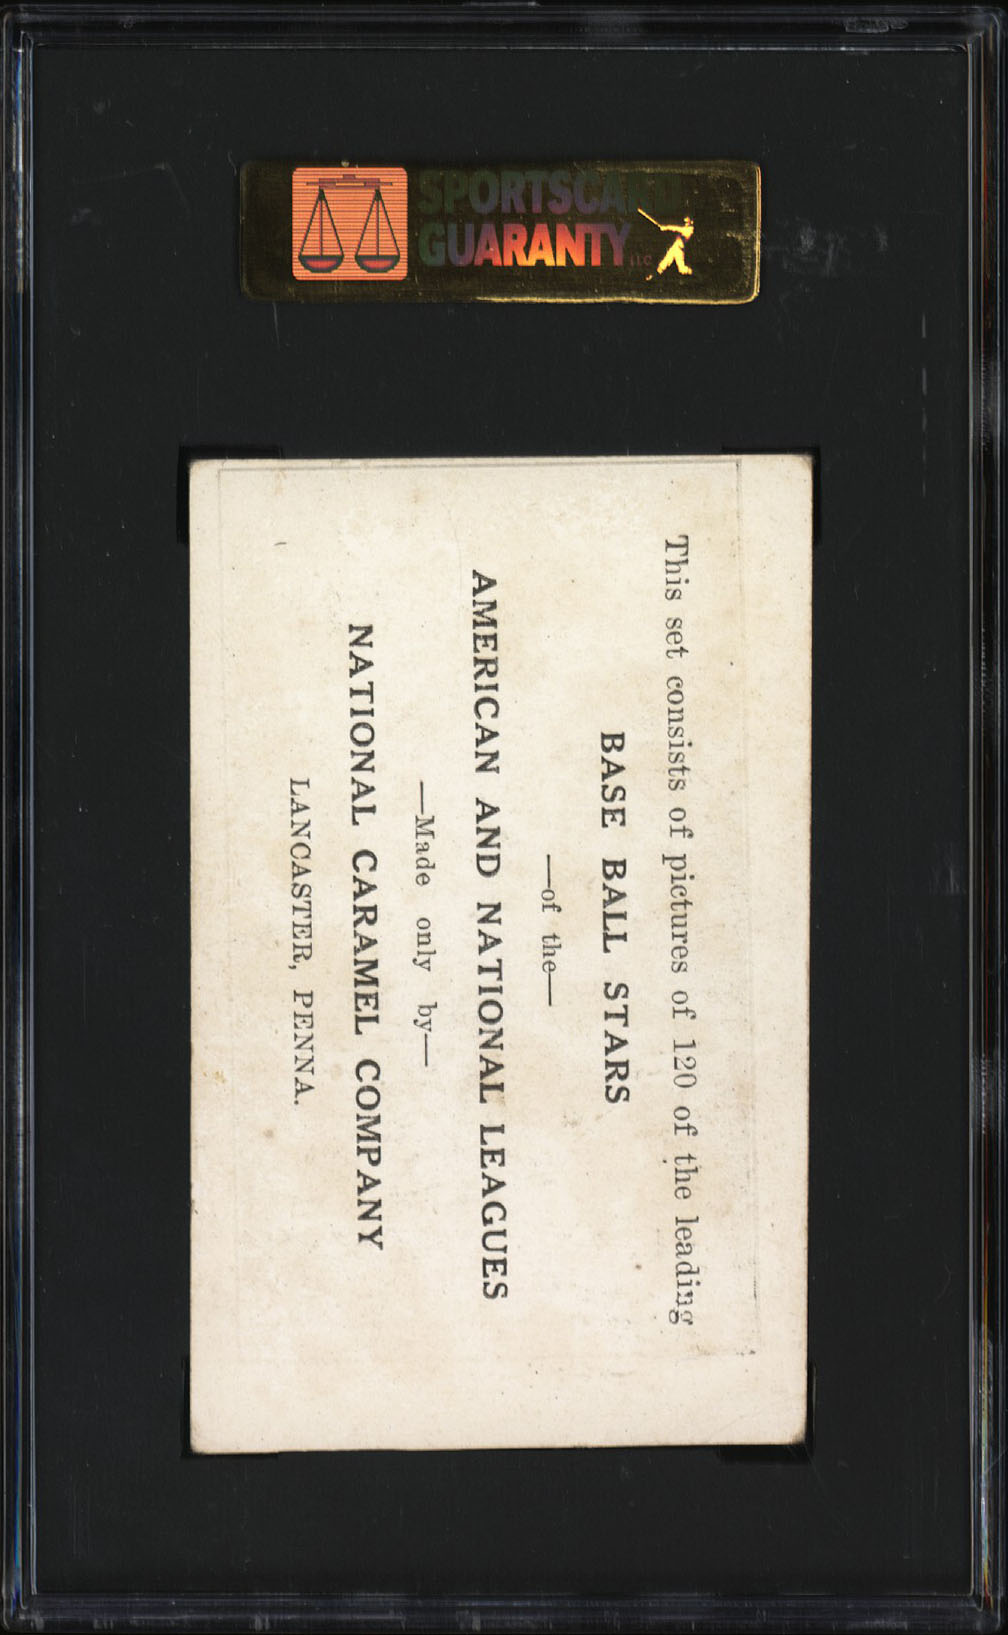 SPORTSCARD
GUARANTY LLC
This set consists of pictures of 120 of the leading
BASE BALL STARS
—of the—
AMERICAN AND NATIONAL LEAGUES
—Made only by—
NATIONAL CARAMEL COMPANY
LANCASTER, PENNA.